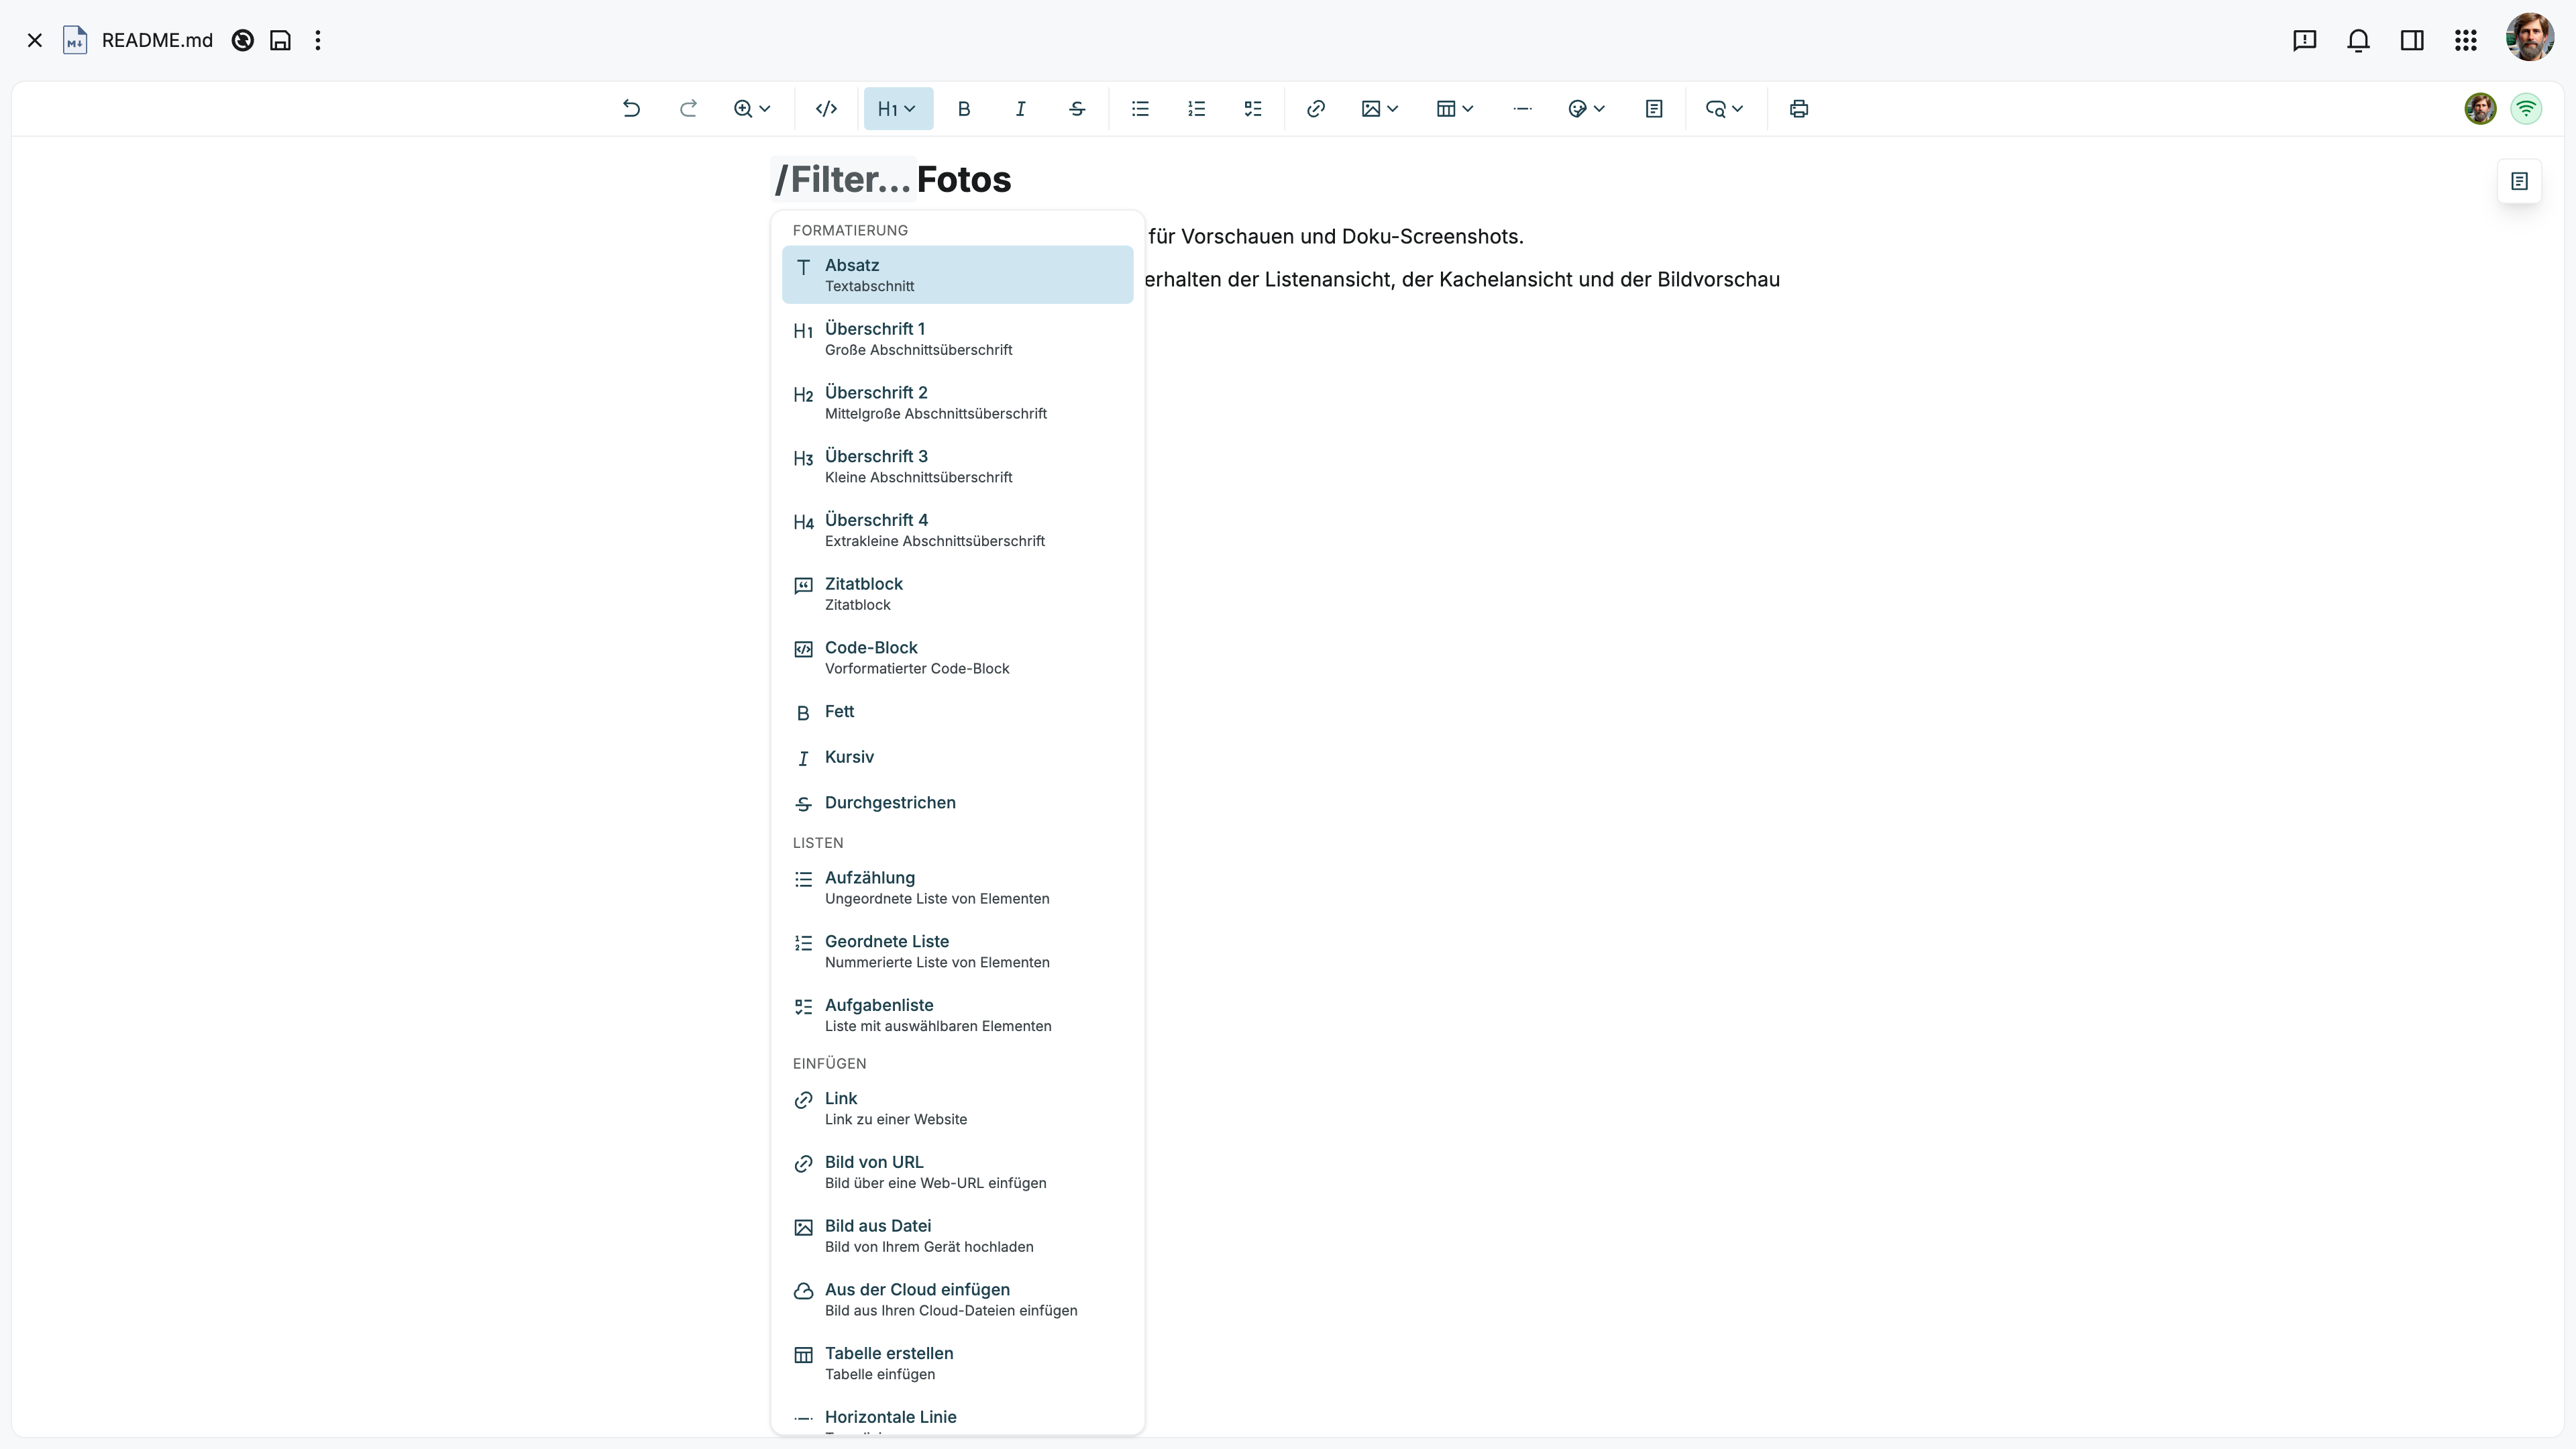 README.md
H1
/Filter... Fotos
für Vorschauen und Doku-Screenshots.
erhalten der Listenansicht, der Kachelansicht und der Bildvorschau
FORMATIERUNG
Absatz
Textabschnitt
H1 Überschrift 1
Große Abschnittsüberschrift
H2 Überschrift 2
Mittelgroße Abschnittsüberschrift
H3 Überschrift 3
Kleine Abschnittsüberschrift
H4 Überschrift 4
Extrakleine Abschnittsüberschrift
Zitatblock
Zitatblock
Code-Block
Vorformatierter Code-Block
Fett
Kursiv
Durchgestrichen
LISTEN
Aufzählung
Ungeordnete Liste von Elementen
Geordnete Liste
Nummerierte Liste von Elementen
Aufgabenliste
Liste mit auswählbaren Elementen
EINFÜGEN
Link
Link zu einer Website
Bild von URL
Bild über eine Web-URL einfügen
Bild aus Datei
Bild von Ihrem Gerät hochladen
Aus der Cloud einfügen
Bild aus Ihren Cloud-Dateien einfügen
Tabelle erstellen
Tabelle einfügen
Horizontale Linie